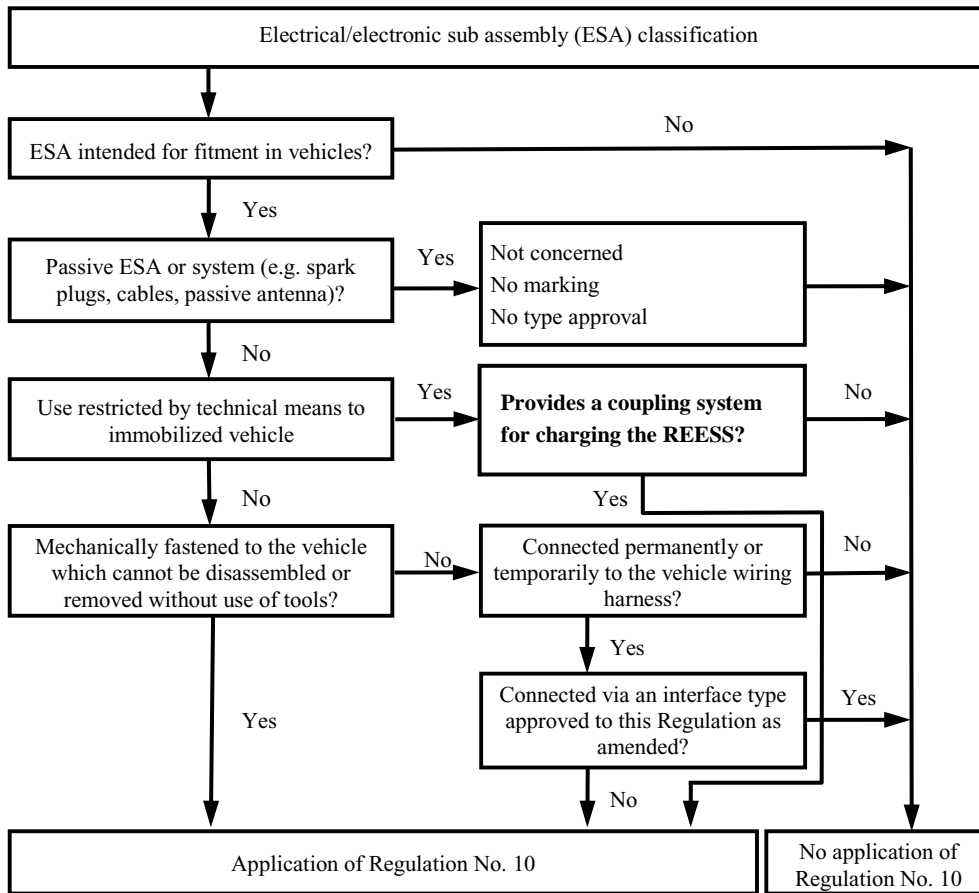 Electrical/electronic sub assembly (ESA) classification
No
ESA intended for fitment in vehicles?
Yes
Passive ESA or system (e.g. spark
plugs, cables, passive antenna)?
Yes
Not concerned
No marking
No type approval
No
Use restricted by technical means to
immobilized vehicle
Yes
Provides a coupling system
for charging the REESS?
No
No
Yes
Mechanically fastened to the vehicle
which cannot be disassembled or
removed without use of tools?
No
Connected permanently or
temporarily to the vehicle wiring
harness?
No
Yes
Yes
Connected via an interface type
approved to this Regulation as
amended?
Yes
No
Application of Regulation No. 10
No application of
Regulation No. 10